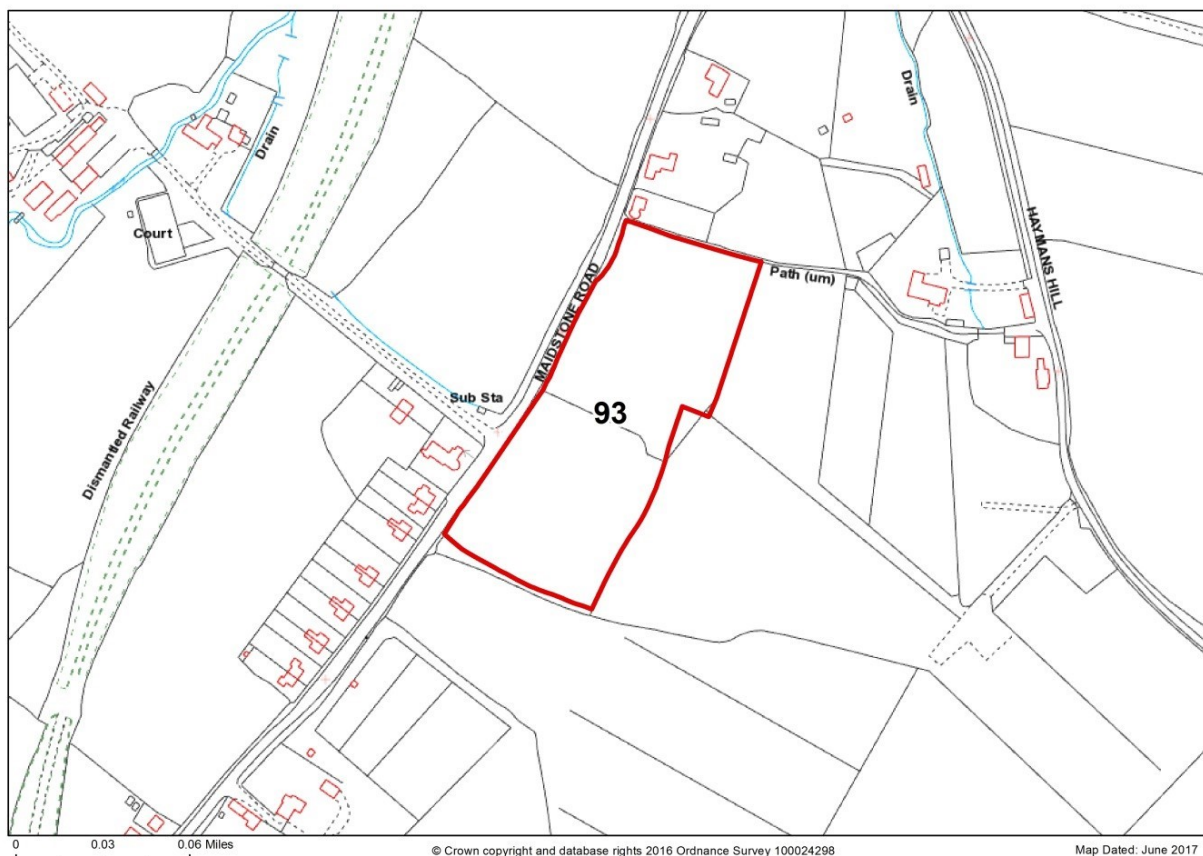 Drain
Drain
Court
HAYMANS HILL
Path (um)
MAIDSTONE ROAD
Sub Sta
93
Dismantled Railway
0 0.03 0.06 Miles
© Crown copyright and database rights 2016 Ordnance Survey 100024298
Map Dated: June 2017